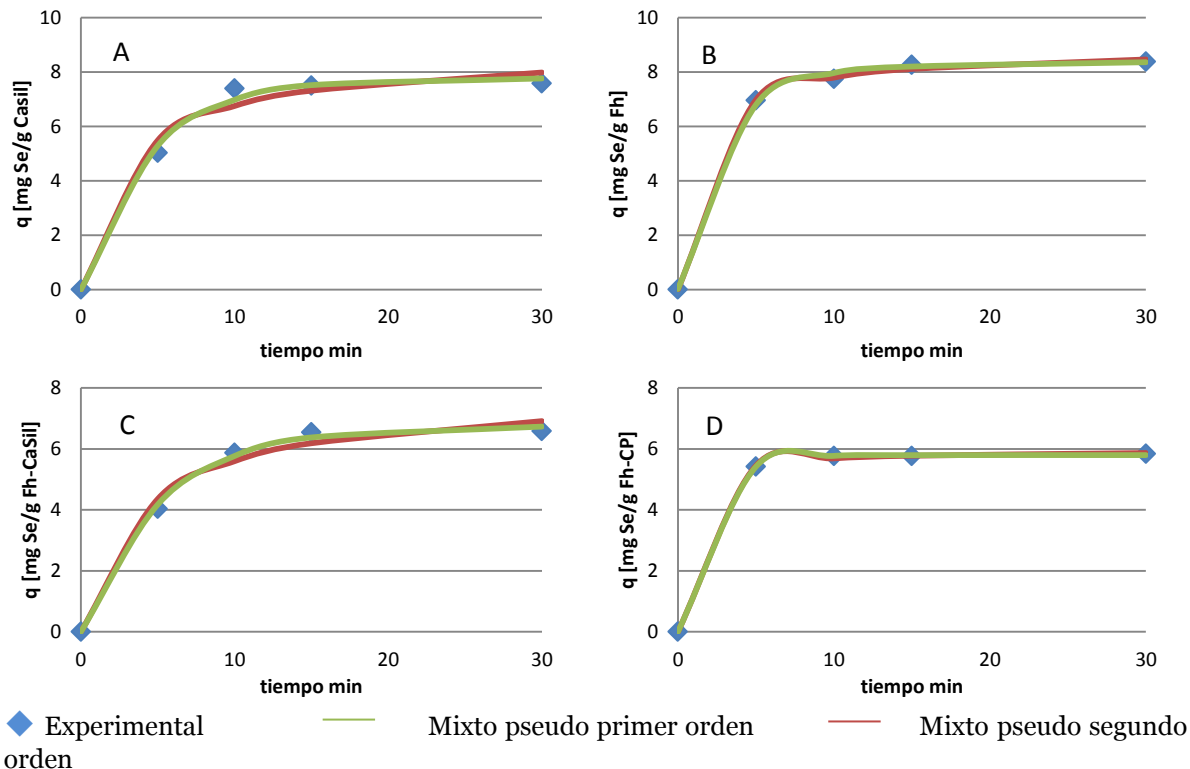 10
8
6
4
2
0
q [mg Se/g Casil]
A
0
10
20
30
tiempo min
10
8
6
4
2
0
q [mg Se/g Fh]
B
0
10
20
30
tiempo min
8
6
4
2
0
q [mg Se/g Fh-CaSil]
C
0
10
20
30
tiempo min
8
6
4
2
0
q [mg Se/g Fh-CP]
D
0
10
20
30
tiempo min
Experimental Mixto pseudo primer orden Mixto pseudo segundo
orden